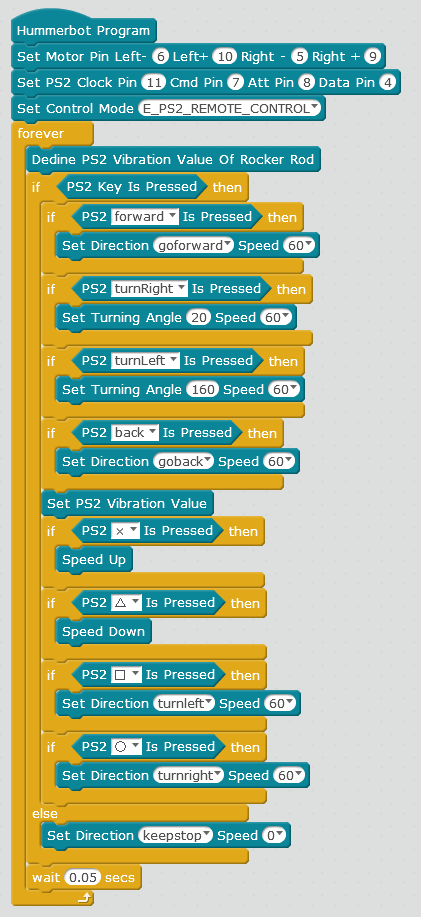 Hummerbot Program
Set Motor Pin Left- 6 Left+ 10 Right - 5 Right + 9
Set PS2 Clock Pin 11 Cmd Pin 7 Att Pin 8 Data Pin 4
Set Control Mode E_PS2_REMOTE_CONTROL
forever
Dedine PS2 Vibration Value Of Rocker Rod
if PS2 Key Is Pressed then
if PS2 forward Is Pressed then
Set Direction goforward Speed 60
if PS2 turnRight Is Pressed then
Set Turning Angle 20 Speed 60
if PS2 turnLeft Is Pressed then
Set Turning Angle 160 Speed 60
if PS2 back Is Pressed then
Set Direction goback Speed 60
Set PS2 Vibration Value
if PS2 × Is Pressed then
Speed Up
if PS2 △ Is Pressed then
Speed Down
if PS2 □ Is Pressed then
Set Direction turnleft Speed 60
if PS2 ○ Is Pressed then
Set Direction turnright Speed 60
else
Set Direction keepstop Speed 0
wait 0.05 secs